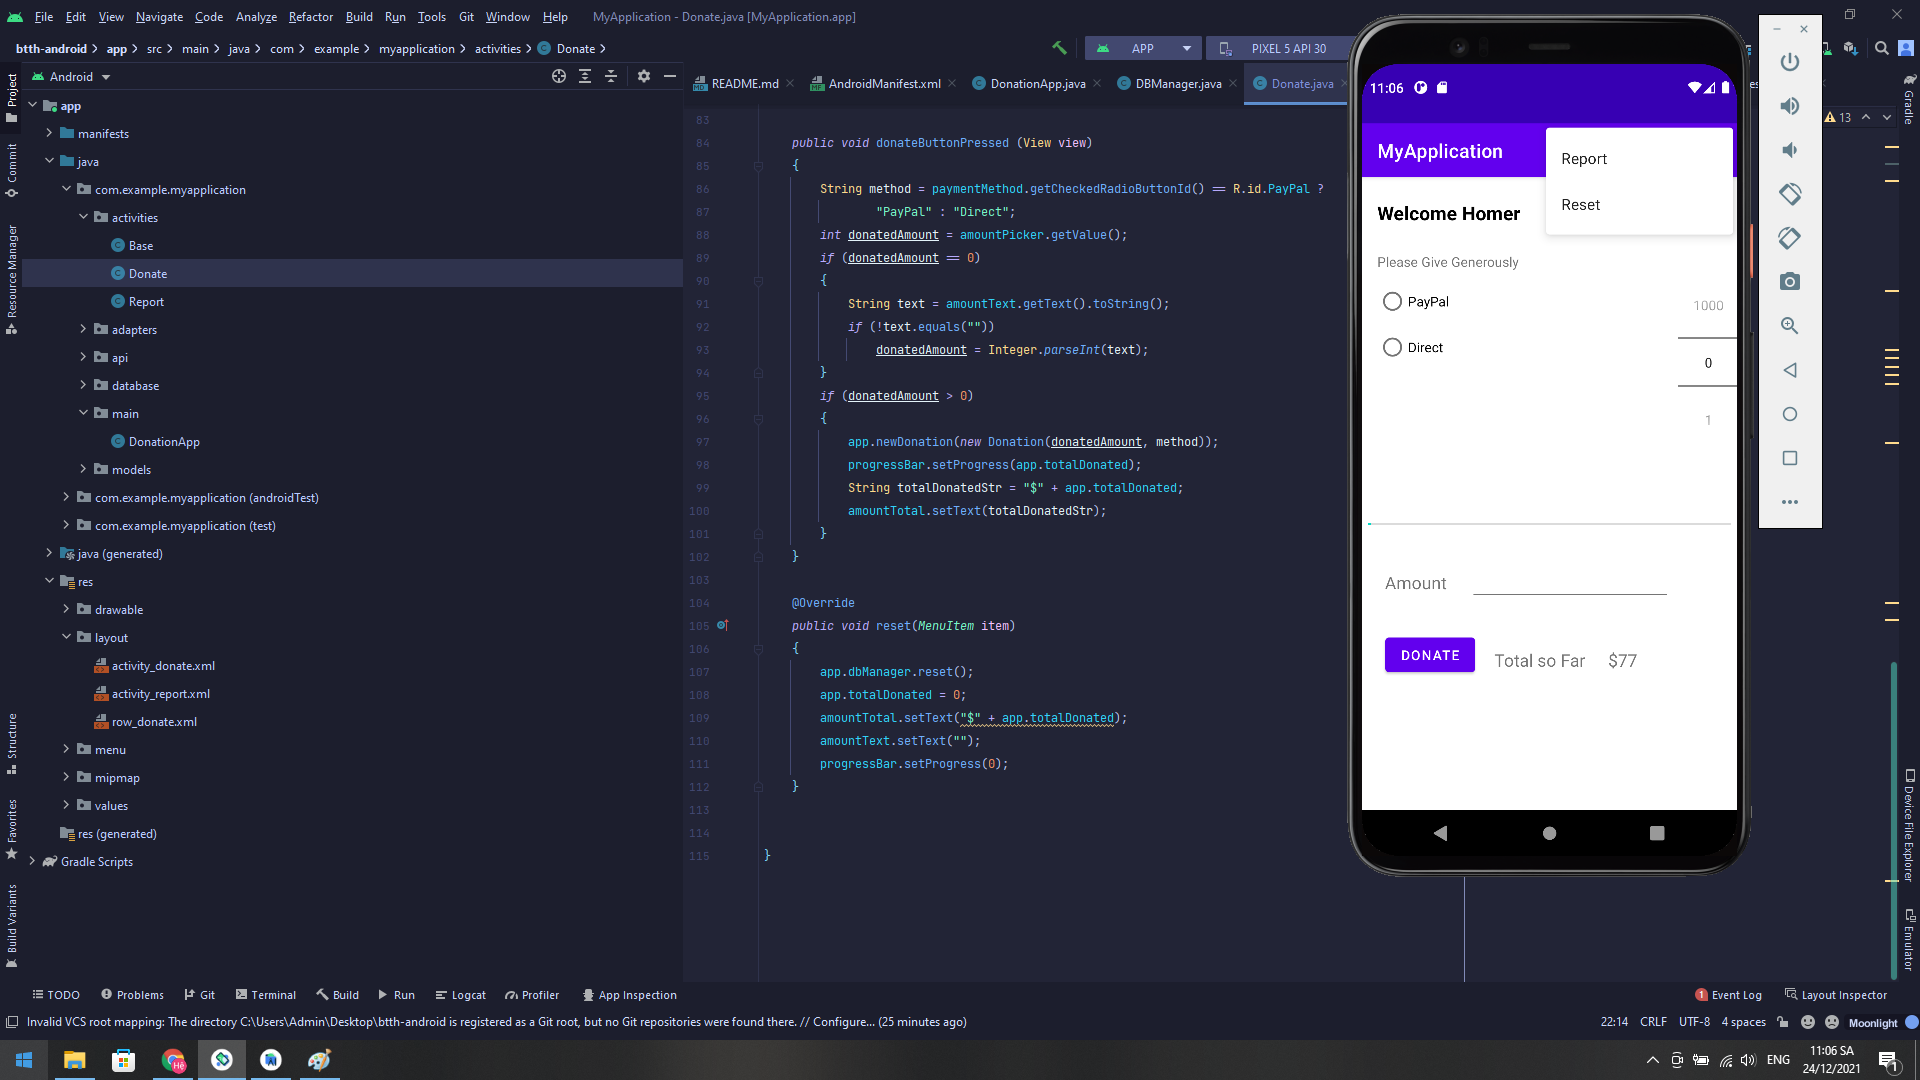 File Edit View Navigate Code Analyze Refactor Build Run Tools Git Window Help MyApplication - Donate.java [MyApplication.app]
btth-android app src main java com example myapplication activities Donate APP PIXEL 5 API 30
Android
README.md AndroidManifest.xml DonationApp.java DBManager.java Donate.java
13
Project
Commit
Resource Manager
Structure
Favorites
Build Variants
app
manifests
java
com.example.myapplication
activities
Base
Donate
Report
adapters
api
database
main
DonationApp
models
com.example.myapplication (androidTest)
com.example.myapplication (test)
java (generated)
res
drawable
layout
activity_donate.xml
activity_report.xml
row_donate.xml
menu
mipmap
values
res (generated)
Gradle Scripts
83
84 public void donateButtonPressed (View view)
85 {
86 String method = paymentMethod.getCheckedRadioButtonId() == R.id.PayPal ?
87 "PayPal" : "Direct";
88 int donatedAmount = amountPicker.getValue();
89 if (donatedAmount == 0)
90 {
91 String text = amountText.getText().toString();
92 if (!text.equals(""))
93 donatedAmount = Integer.parseInt(text);
94 }
95 if (donatedAmount > 0)
96 {
97 app.newDonation(new Donation(donatedAmount, method));
98 progressBar.setProgress(app.totalDonated);
99 String totalDonatedStr = "$" + app.totalDonated;
100 amountTotal.setText(totalDonatedStr);
101 }
102 }
103
104 @Override
105 public void reset(MenuItem item)
106 {
107 app.dbManager.reset();
108 app.totalDonated = 0;
109 amountTotal.setText("$" + app.totalDonated);
110 amountText.setText("");
111 progressBar.setProgress(0);
112 }
113
114
115 }
11:06
MyApplication
Report
Reset
Welcome Homer
Please Give Generously
PayPal
Direct
1000
0
1
Amount
DONATE Total so Far $77
Gradle
Device File Explorer
Emulator
TODO Problems Git Terminal Build Run Logcat Profiler App Inspection 1 Event Log Layout Inspector
Invalid VCS root mapping: The directory C:\Users\Admin\Desktop\btth-android is registered as a Git root, but no Git repositories were found there. // Configure... (25 minutes ago) 22:14 CRLF UTF-8 4 spaces Moonlight
ENG 11:06 SA
24/12/2021
1